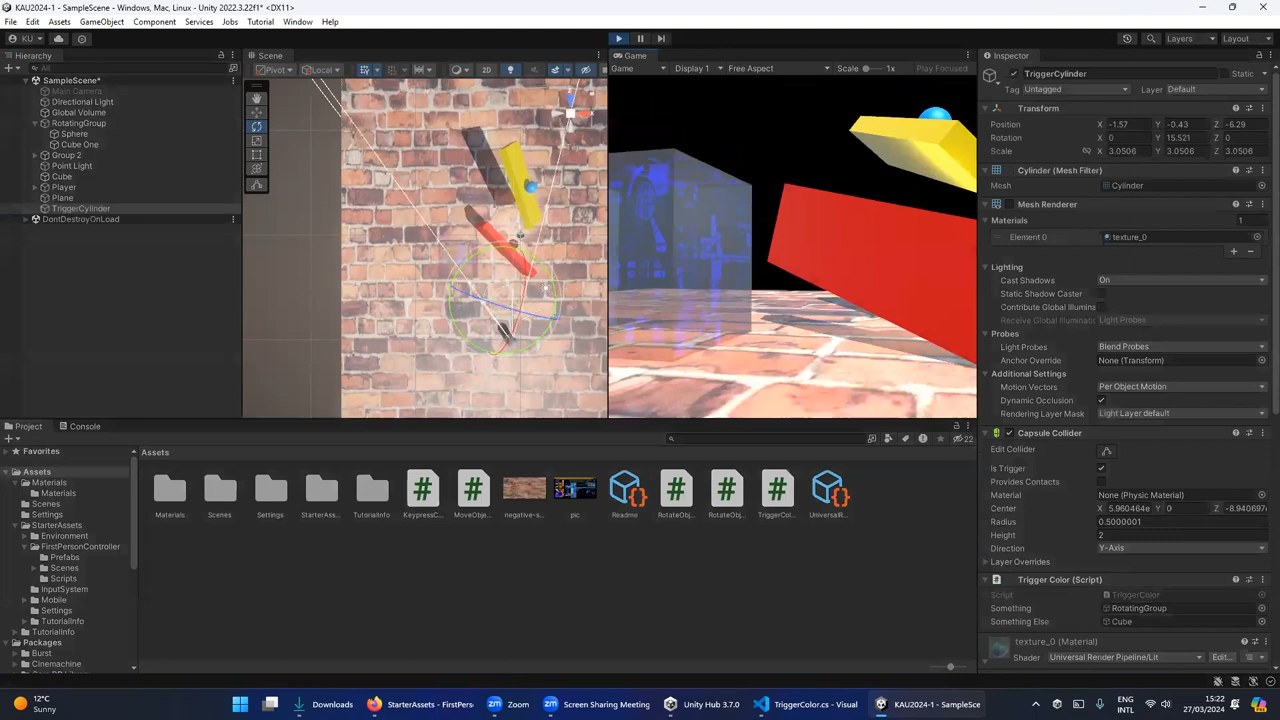 KAU2024-1 - SampleScene - Windows, Mac, Linux - Unity 2022.3.22f1* <DX11>
File Edit Assets GameObject Component Services Jobs Tutorial Window Help
KU
Layers Layout
Hierarchy
All
SampleScene*
Main Camera
Directional Light
Global Volume
RotatingGroup
Sphere
Cube One
Group 2
Point Light
Cube
Player
Plane
TriggerCylinder
DontDestroyOnLoad
Scene
Pivot Local 2D
Top
Game
Game Display 1 Free Aspect Scale 1x Play Focused
Inspector
TriggerCylinder Static
Tag Untagged Layer Default
Transform
Position X -1.57 Y -0.43 Z -6.29
Rotation X 0 Y 15.521 Z 0
Scale X 3.0506 Y 3.0506 Z 3.0506
Cylinder (Mesh Filter)
Mesh Cylinder
Mesh Renderer
Materials 1
Element 0 texture_0
Lighting
Cast Shadows On
Static Shadow Caster
Contribute Global Illumina
Receive Global Illuminatio Light Probes
Probes
Light Probes Blend Probes
Anchor Override None (Transform)
Additional Settings
Motion Vectors Per Object Motion
Dynamic Occlusion
Rendering Layer Mask Light Layer default
Capsule Collider
Edit Collider
Is Trigger
Provides Contacts
Material None (Physic Material)
Center X 5.960464e Y 0 Z -8.940697
Radius 0.5000001
Height 2
Direction Y-Axis
Layer Overrides
Trigger Color (Script)
Script TriggerColor
Something RotatingGroup
Something Else Cube
texture_0 (Material)
Shader Universal Render Pipeline/Lit Edit...
Project Console
22
Favorites
Assets
Materials
Materials
Scenes
Settings
StarterAssets
Environment
FirstPersonController
Prefabs
Scenes
Scripts
InputSystem
Mobile
Settings
TutorialInfo
TutorialInfo
Packages
Burst
Cinemachine
Assets
Materials Scenes Settings StarterAss... TutorialInfo KeypressC... MoveObje... negative-s... pic Readme RotateObj... RotateObj... TriggerCol... UniversalR...
12°C
Sunny
Downloads
StarterAssets - FirstPers
Zoom
Screen Sharing Meeting
Unity Hub 3.7.0
TriggerColor.cs - Visual
KAU2024-1 - SampleSce
ENG
INTL
15:22
27/03/2024